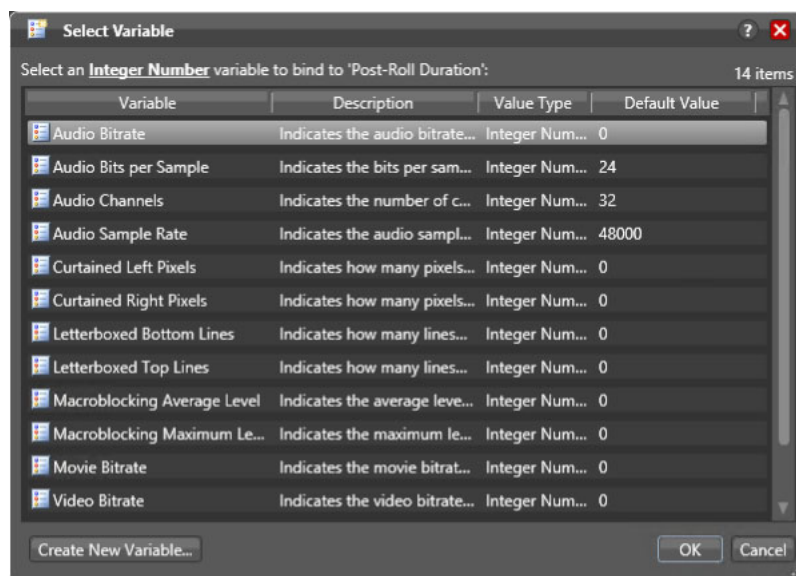 Select Variable
?
Select an Integer Number variable to bind to 'Post-Roll Duration':
14 items
Variable Description Value Type Default Value
Audio Bitrate Indicates the audio bitrate... Integer Num... 0
Audio Bits per Sample Indicates the bits per sam... Integer Num... 24
Audio Channels Indicates the number of c... Integer Num... 32
Audio Sample Rate Indicates the audio sampl... Integer Num... 48000
Curtained Left Pixels Indicates how many pixels... Integer Num... 0
Curtained Right Pixels Indicates how many pixels... Integer Num... 0
Letterboxed Bottom Lines Indicates how many lines... Integer Num... 0
Letterboxed Top Lines Indicates how many lines... Integer Num... 0
Macroblocking Average Level Indicates the average leve... Integer Num... 0
Macroblocking Maximum Le... Indicates the maximum le... Integer Num... 0
Movie Bitrate Indicates the movie bitrat... Integer Num... 0
Video Bitrate Indicates the video bitrate... Integer Num... 0
Create New Variable... OK Cancel